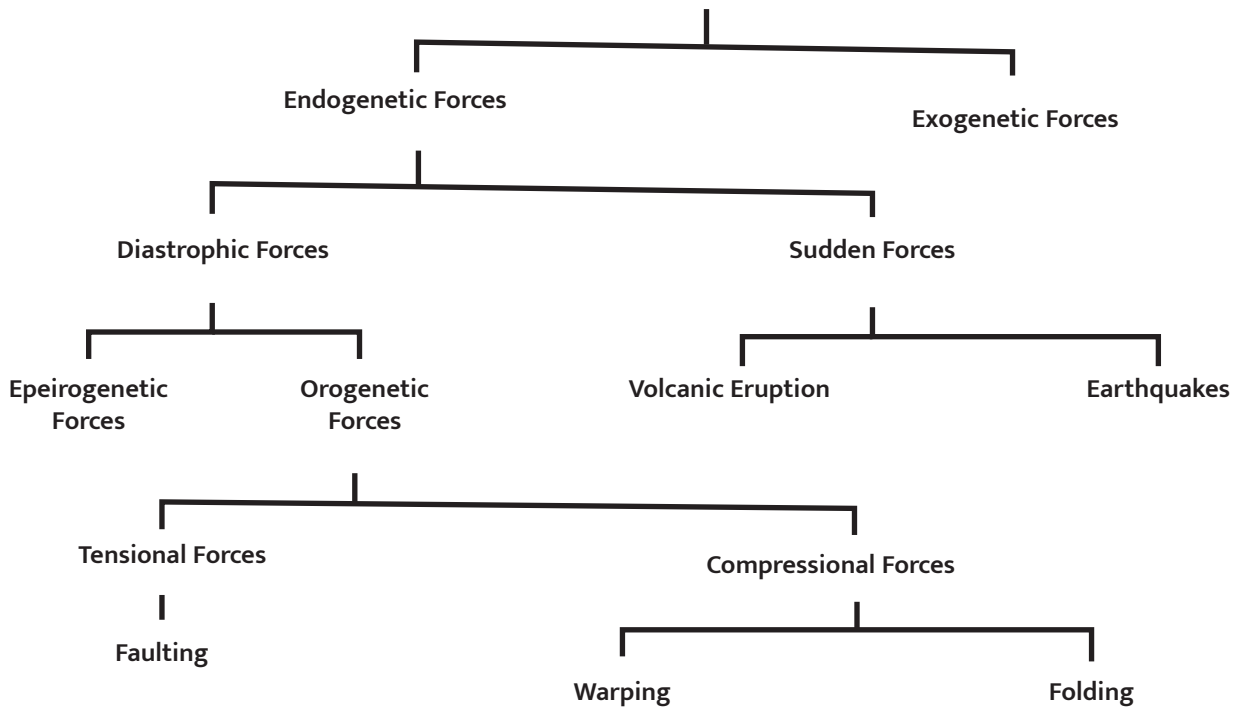 Endogenetic Forces
Exogenetic Forces
Diastrophic Forces
Sudden Forces
Epeirogenetic
Forces
Orogenetic
Forces
Volcanic Eruption
Earthquakes
Tensional Forces
Compressional Forces
Faulting
Warping
Folding